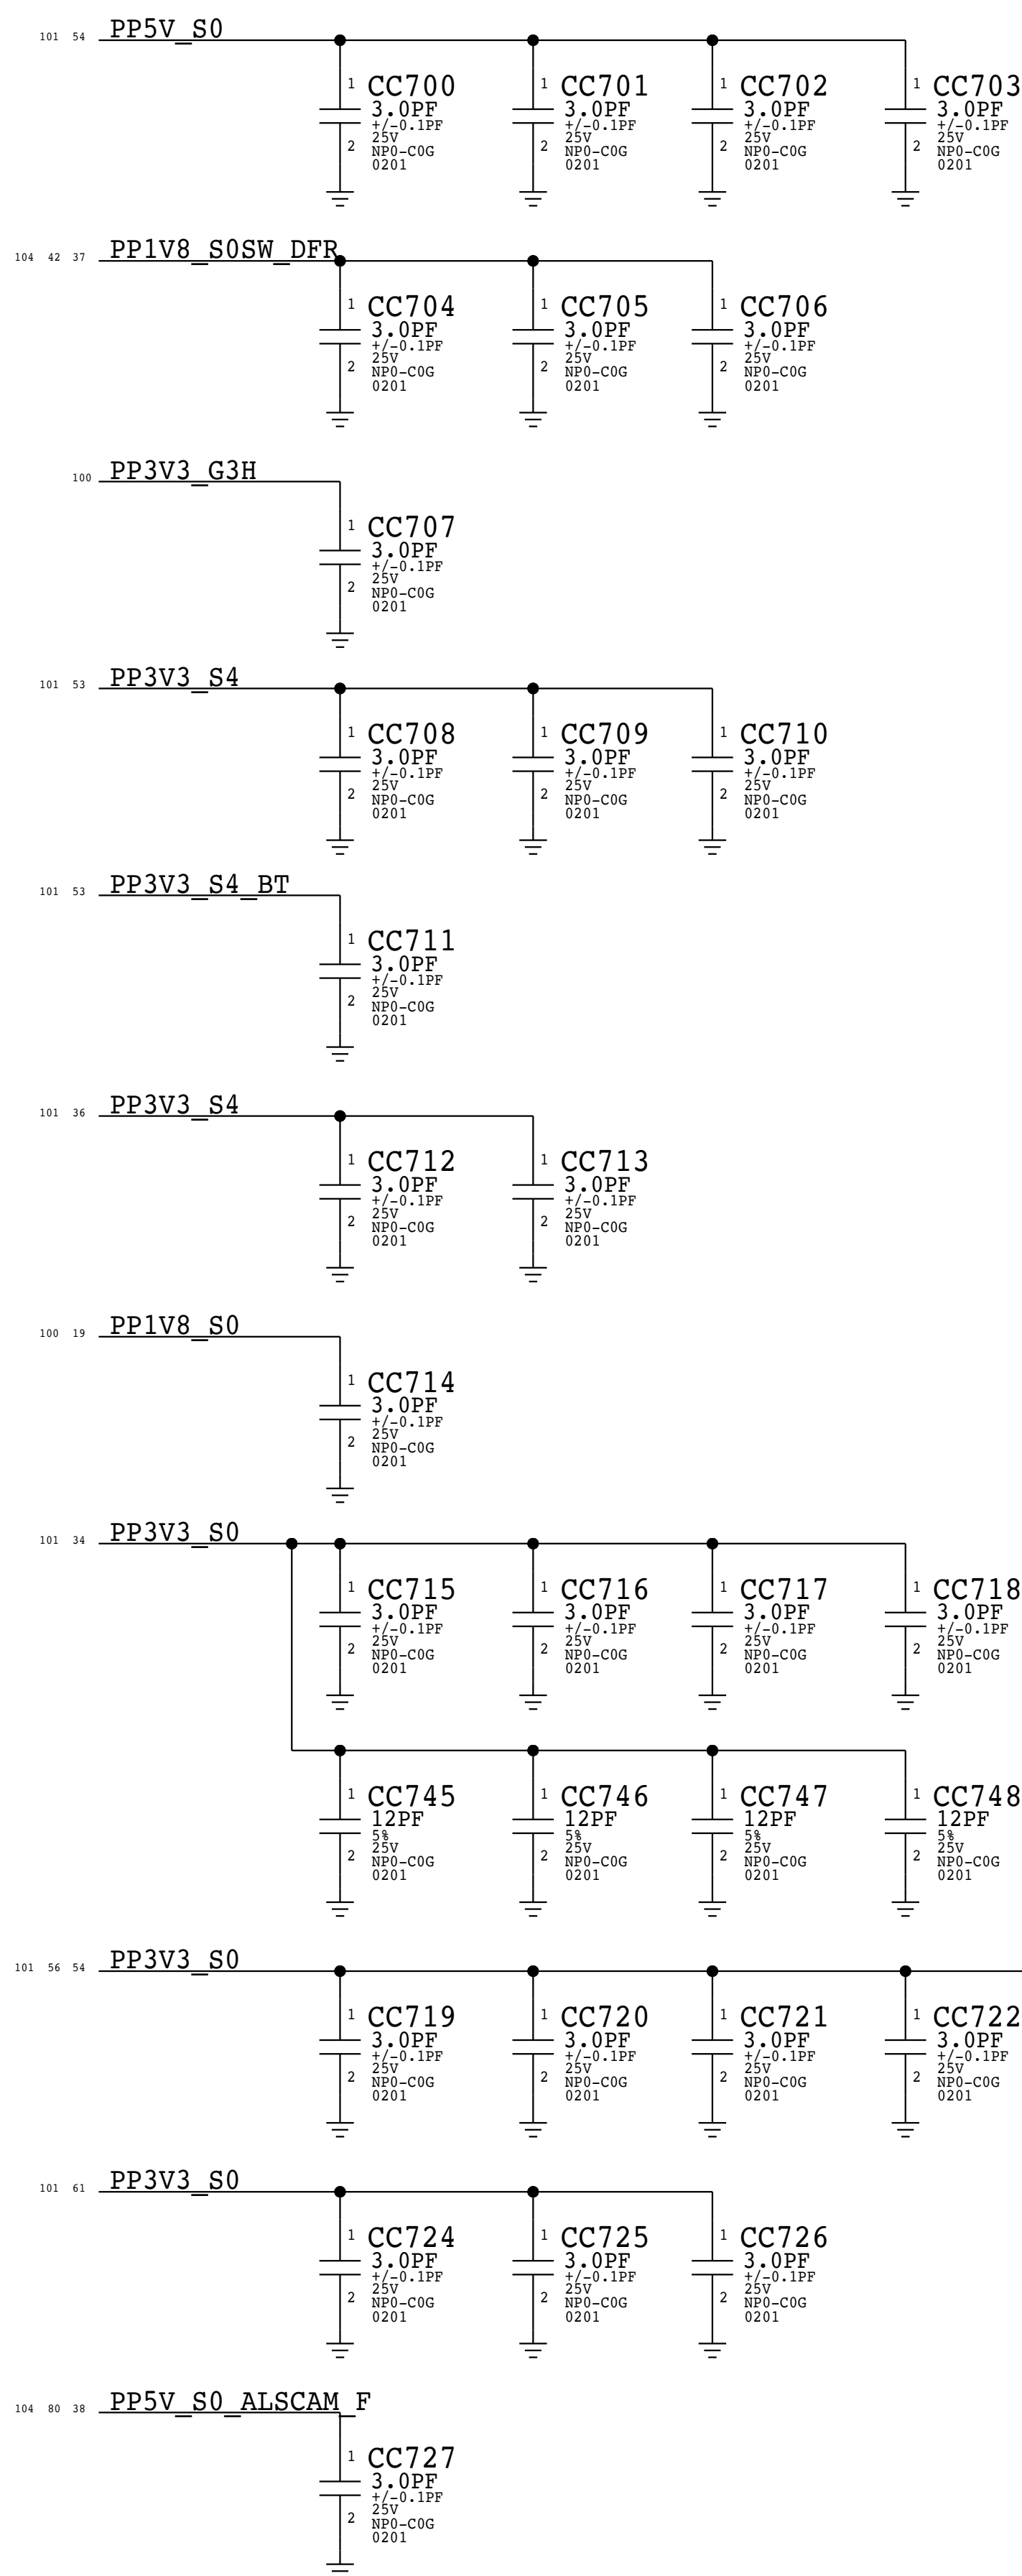 101 54 PP5V_S0
1 CC700 1 CC701 1 CC702 1 CC703
3.0PF 3.0PF 3.0PF 3.0PF
+/-0.1PF +/-0.1PF +/-0.1PF +/-0.1PF
25V 25V 25V 25V
2 NP0-C0G 2 NP0-C0G 2 NP0-C0G 2 NP0-C0G
0201 0201 0201 0201
104 42 37 PP1V8_S0SW_DFR
1 CC704 1 CC705 1 CC706
3.0PF 3.0PF 3.0PF
+/-0.1PF +/-0.1PF +/-0.1PF
25V 25V 25V
2 NP0-C0G 2 NP0-C0G 2 NP0-C0G
0201 0201 0201
100 PP3V3_G3H
1 CC707
3.0PF
+/-0.1PF
25V
2 NP0-C0G
0201
101 53 PP3V3_S4
1 CC708 1 CC709 1 CC710
3.0PF 3.0PF 3.0PF
+/-0.1PF +/-0.1PF +/-0.1PF
25V 25V 25V
2 NP0-C0G 2 NP0-C0G 2 NP0-C0G
0201 0201 0201
101 53 PP3V3_S4_BT
1 CC711
3.0PF
+/-0.1PF
25V
2 NP0-C0G
0201
101 36 PP3V3_S4
1 CC712 1 CC713
3.0PF 3.0PF
+/-0.1PF +/-0.1PF
25V 25V
2 NP0-C0G 2 NP0-C0G
0201 0201
100 19 PP1V8_S0
1 CC714
3.0PF
+/-0.1PF
25V
2 NP0-C0G
0201
101 34 PP3V3_S0
1 CC715 1 CC716 1 CC717 1 CC718
3.0PF 3.0PF 3.0PF 3.0PF
+/-0.1PF +/-0.1PF +/-0.1PF +/-0.1PF
25V 25V 25V 25V
2 NP0-C0G 2 NP0-C0G 2 NP0-C0G 2 NP0-C0G
0201 0201 0201 0201
1 CC745 1 CC746 1 CC747 1 CC748
12PF 12PF 12PF 12PF
5% 5% 5% 5%
25V 25V 25V 25V
2 NP0-C0G 2 NP0-C0G 2 NP0-C0G 2 NP0-C0G
0201 0201 0201 0201
101 56 54 PP3V3_S0
1 CC719 1 CC720 1 CC721 1 CC722
3.0PF 3.0PF 3.0PF 3.0PF
+/-0.1PF +/-0.1PF +/-0.1PF +/-0.1PF
25V 25V 25V 25V
2 NP0-C0G 2 NP0-C0G 2 NP0-C0G 2 NP0-C0G
0201 0201 0201 0201
101 61 PP3V3_S0
1 CC724 1 CC725 1 CC726
3.0PF 3.0PF 3.0PF
+/-0.1PF +/-0.1PF +/-0.1PF
25V 25V 25V
2 NP0-C0G 2 NP0-C0G 2 NP0-C0G
0201 0201 0201
104 80 38 PP5V_S0_ALSCAM_F
1 CC727
3.0PF
+/-0.1PF
25V
2 NP0-C0G
0201